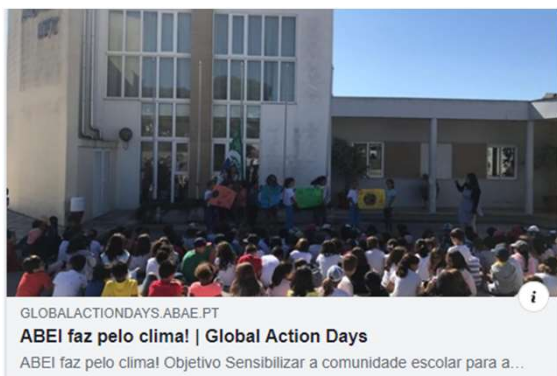 GLOBALACTIONDAYS.ABAE.PT
ABEI faz pelo clima! | Global Action Days
ABEI faz pelo clima! Objetivo Sensibilizar a comunidade escolar para a...